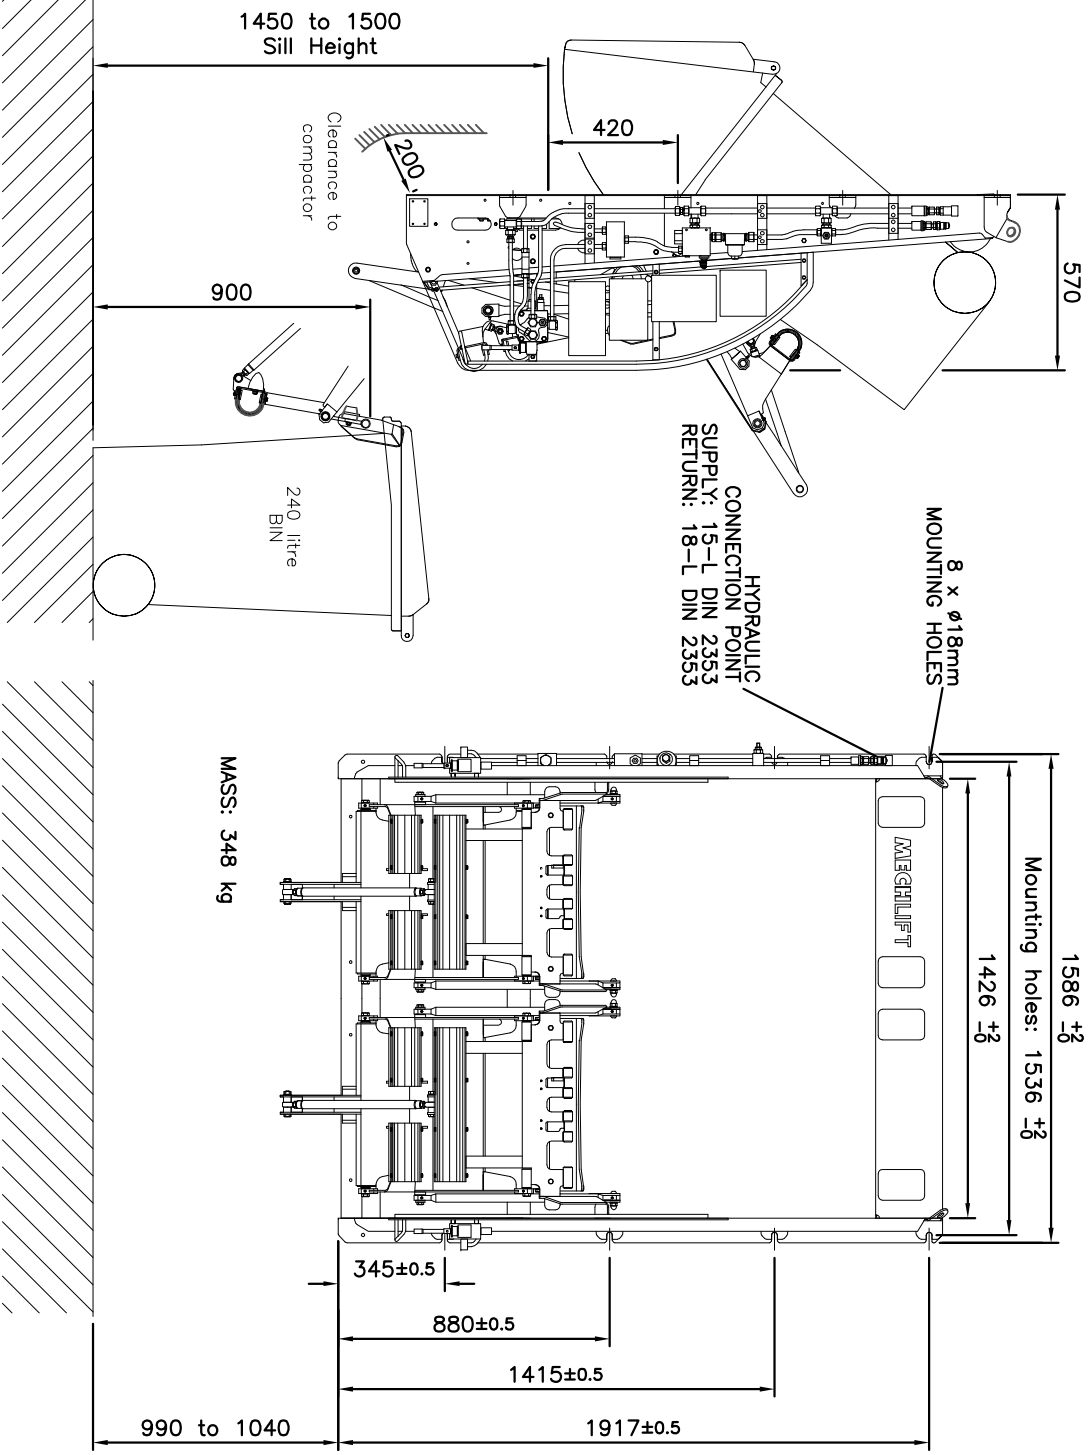 1450 to 1500
Sill Height
420
200
Clearance to
compactor
900
570
240 litre
BIN
HYDRAULIC
CONNECTION POINT
SUPPLY: 15-L DIN 2353
RETURN: 18-L DIN 2353
8 x ø18mm
MOUNTING HOLES
1586 +2 -0
Mounting holes: 1536 +2 -0
1426 +2 -0
MECHLIFT
MASS: 348 kg
345±0.5
880±0.5
1415±0.5
1917±0.5
990 to 1040